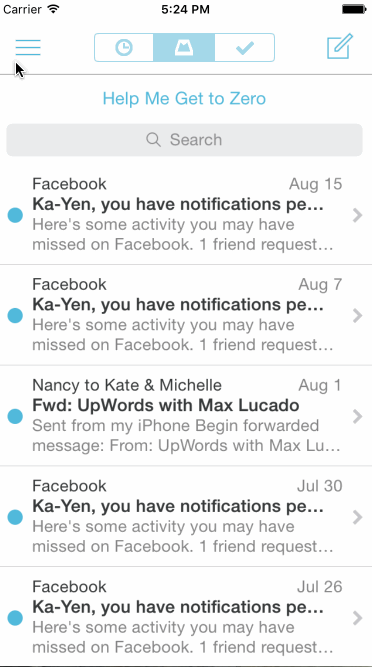 Carrier 5:24 PM
Help Me Get to Zero
Search
Facebook Aug 15
Ka-Yen, you have notifications pe...
Here's some activity you may have
missed on Facebook. 1 friend request...
Facebook Aug 7
Ka-Yen, you have notifications pe...
Here's some activity you may have
missed on Facebook. 1 friend request...
Nancy to Kate & Michelle Aug 1
Fwd: UpWords with Max Lucado
Sent from my iPhone Begin forwarded
message: From: UpWords with Max Lu...
Facebook Jul 30
Ka-Yen, you have notifications pe...
Here's some activity you may have
missed on Facebook. 1 friend request...
Facebook Jul 26
Ka-Yen, you have notifications pe...
Here's some activity you may have
missed on Facebook. 1 friend request...